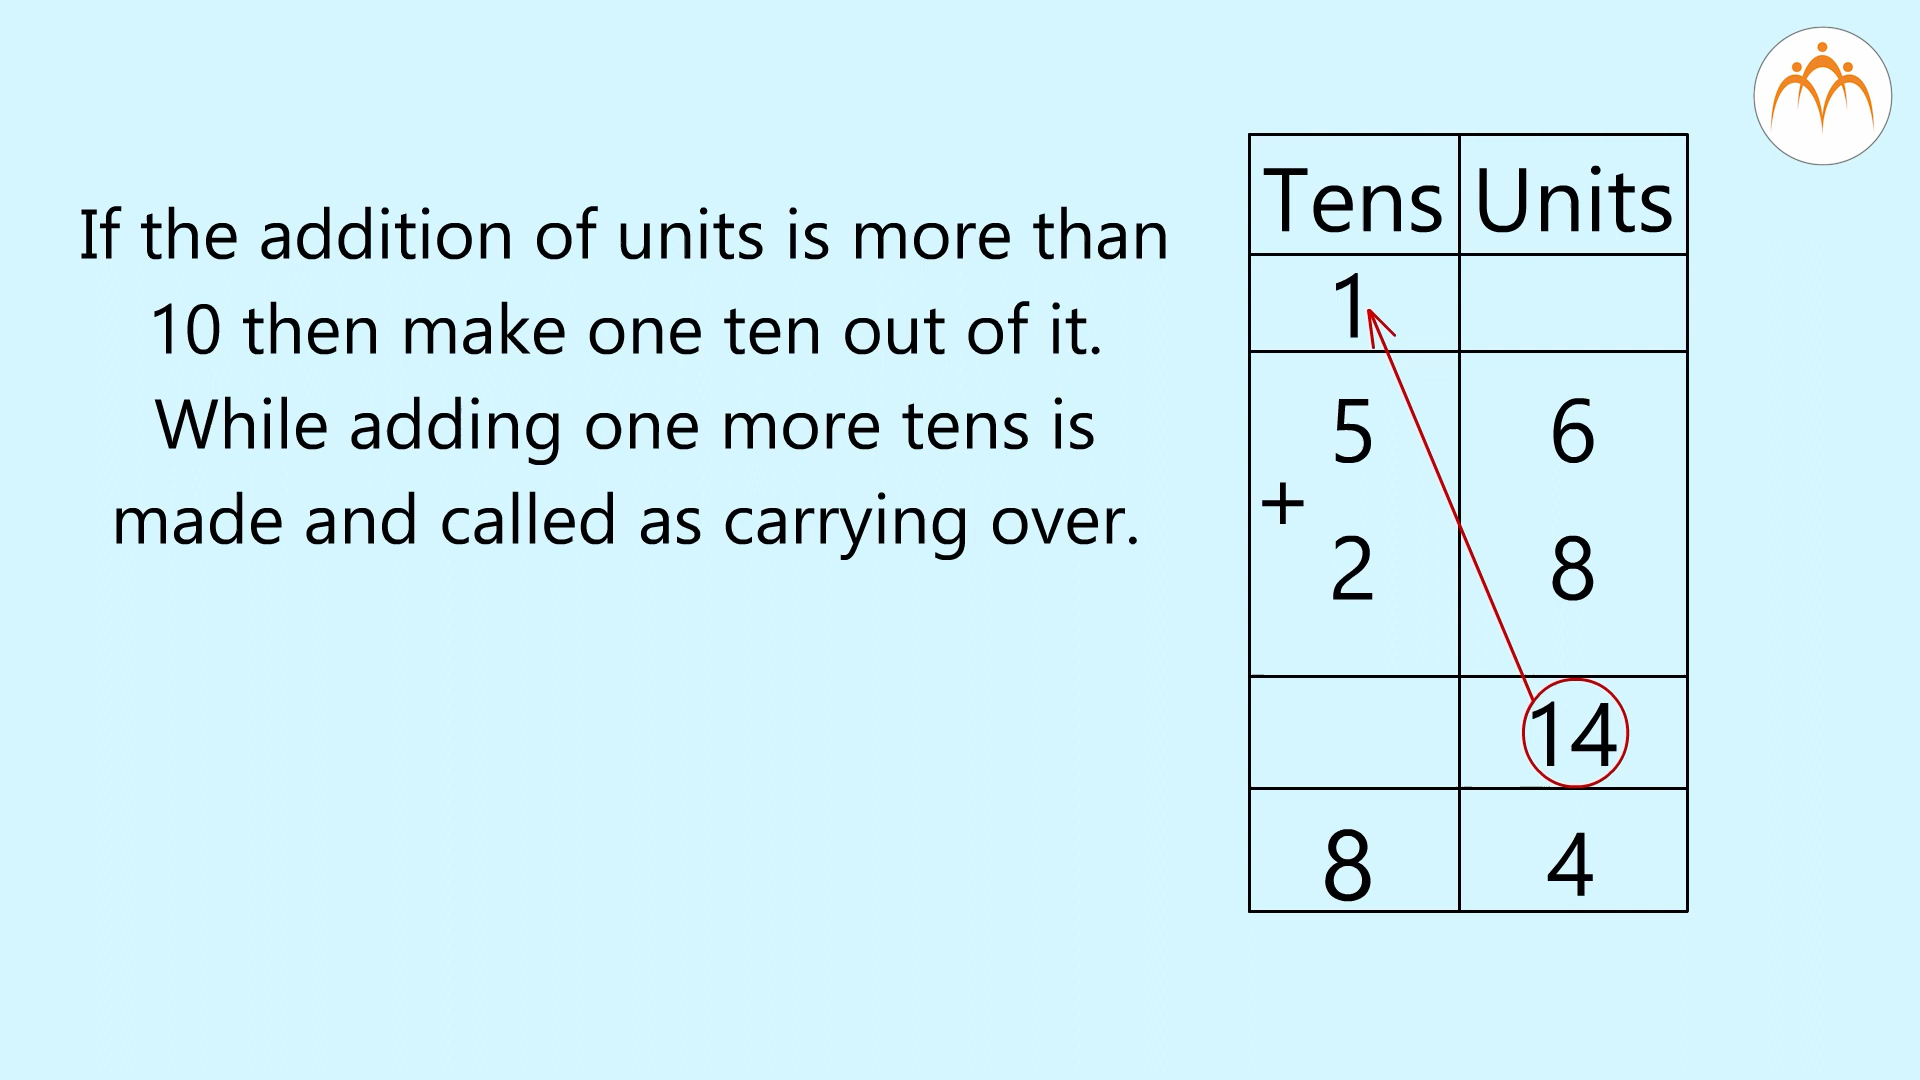 If the addition of units is more than
10 then make one ten out of it.
While adding one more tens is
made and called as carrying over.
Tens Units
1
5 6
+
2 8
14
8 4